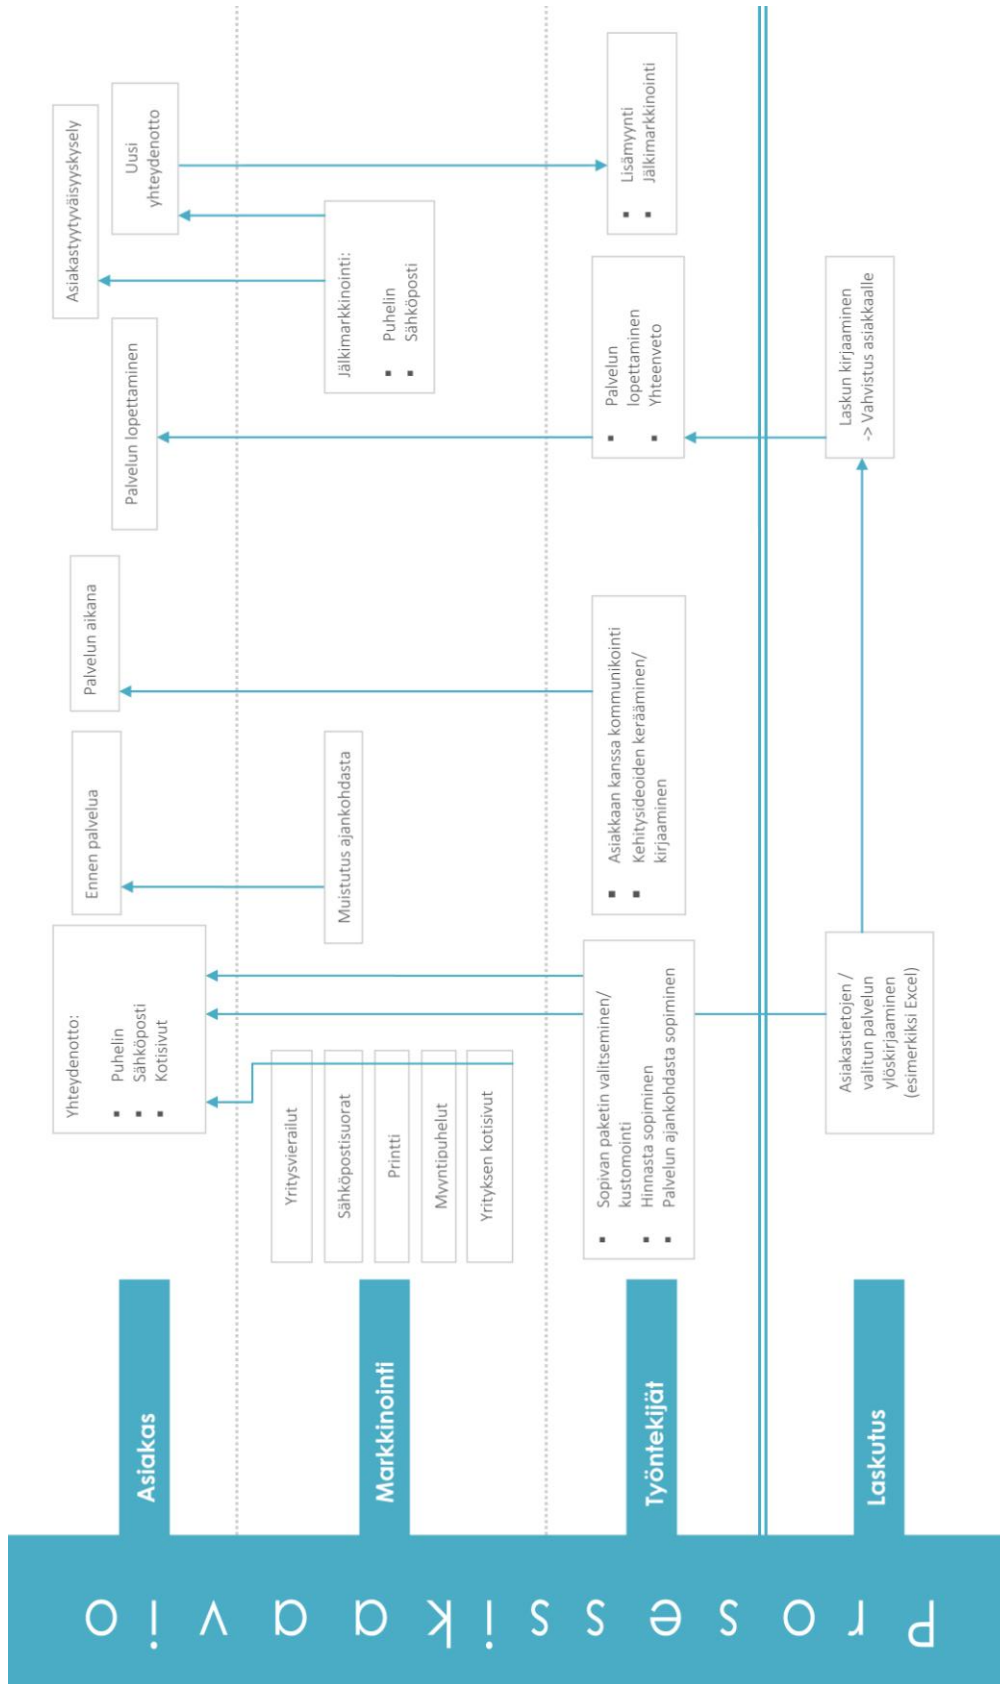 Prosessikaavio
Asiakas
Yhteydenotto:
▪ Puhelin
▪ Sähköposti
▪ Kotisivut
Ennen palvelua
Palvelun aikana
Palvelun lopettaminen
Asiakastyytyväisyyskysely
Uusi
yhteydenotto
Markkinointi
Yritysvierailut
Sähköpostisuorat
Printti
Myyntipuhelut
Yrityksen kotisivut
Muistutus ajankohdasta
Jälkimarkkinointi:
▪ Puhelin
▪ Sähköposti
Työntekijät
▪ Sopivan paketin valitseminen/
kustomointi
▪ Hinnasta sopiminen
▪ Palvelun ajankohdasta sopiminen
▪ Asiakkaan kanssa kommunikointi
▪ Kehitysideoiden kerääminen/
kirjaaminen
▪ Palvelun
lopettaminen
▪ Yhteenveto
▪ Lisämyynti
▪ Jälkimarkkinointi
Laskutus
Asiakastietojen /
valitun palvelun
ylöskirjaaminen
(esimerkiksi Excel)
Laskun kirjaaminen
-> Vahvistus asiakkaalle